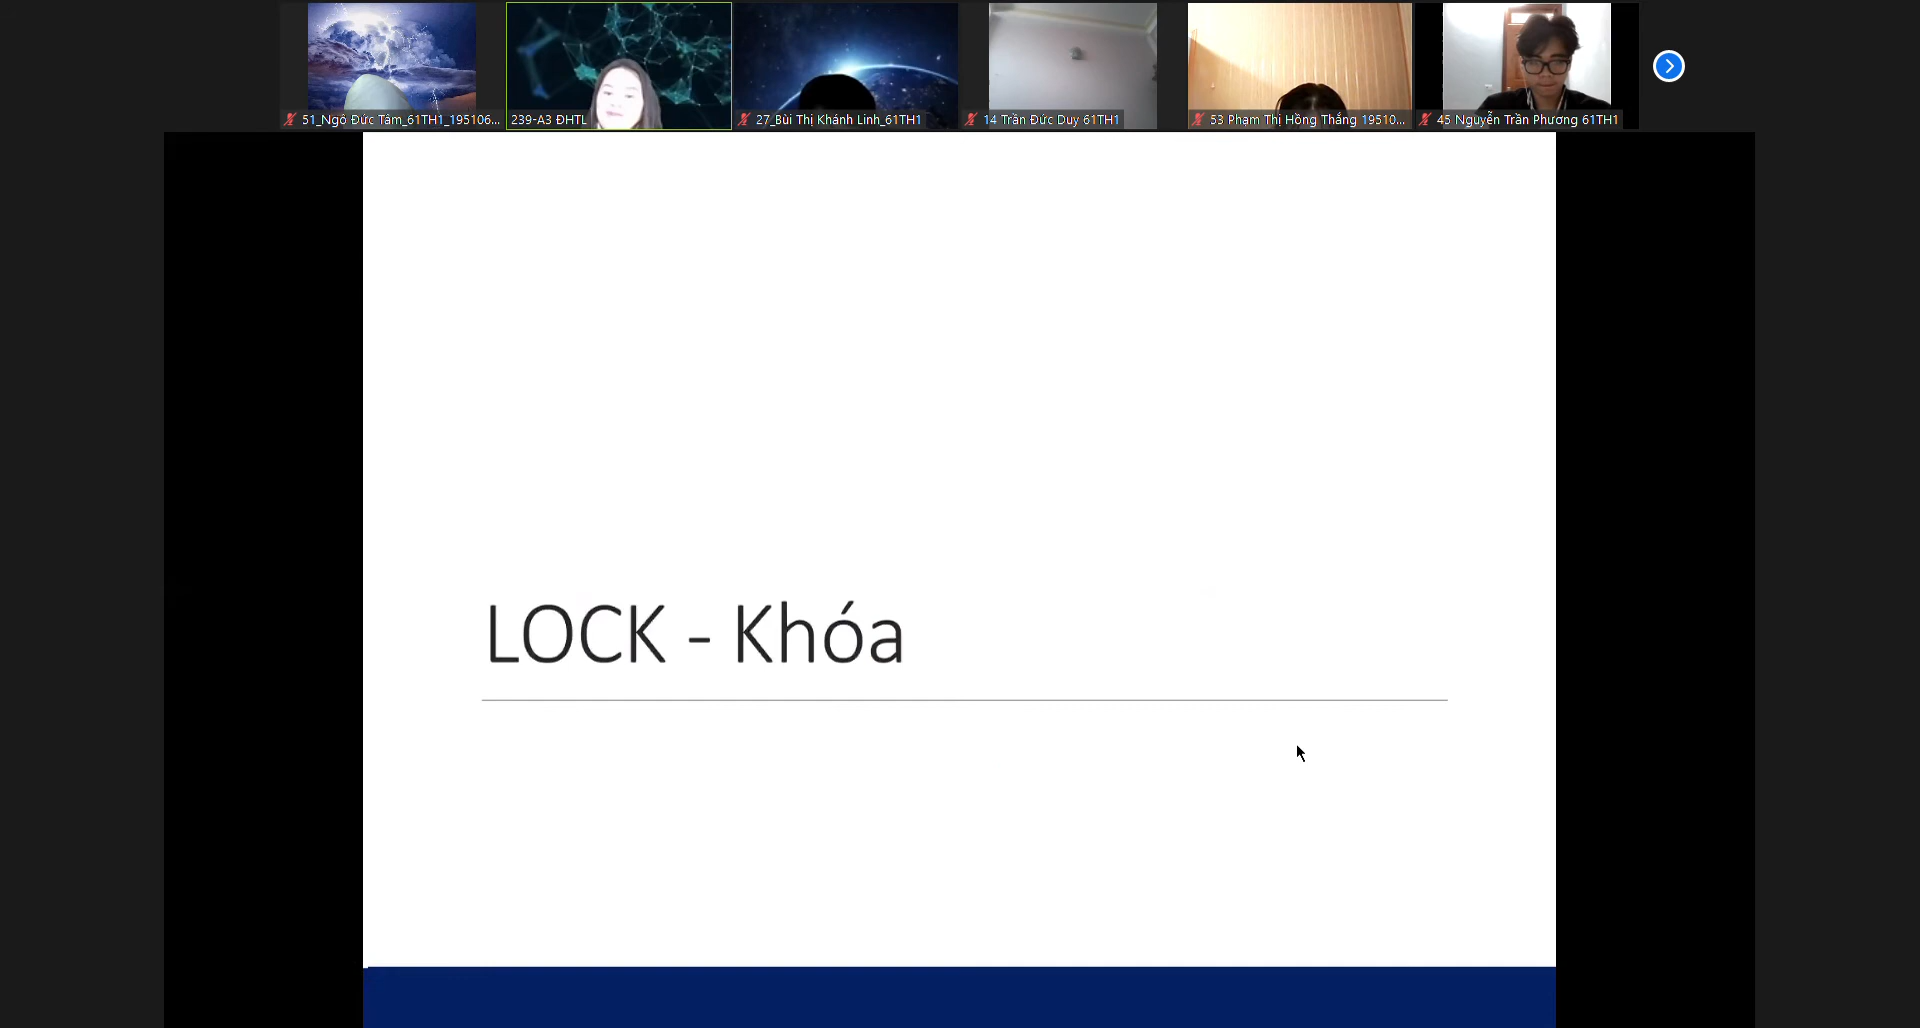 51_Ngô Đức Tâm_61TH1_195106...
239-A3 ĐHTL
27_Bùi Thị Khánh Linh_61TH1
14 Trần Đức Duy 61TH1
53 Phạm Thị Hồng Thắng 19510...
45 Nguyễn Trần Phương 61TH1
LOCK - Khóa